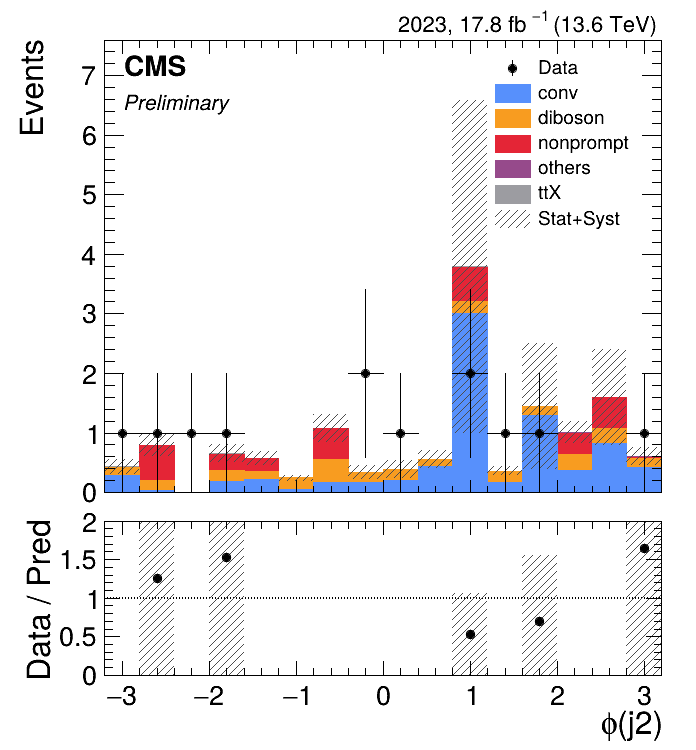 2023, 17.8 fb⁻¹ (13.6 TeV)
CMS
Preliminary
Data
conv
diboson
nonprompt
others
ttX
Stat+Syst
Events
7
6
5
4
3
2
1
0
Data / Pred
2
1.5
1
0.5
0
−3 −2 −1 0 1 2 3
ϕ(j2)